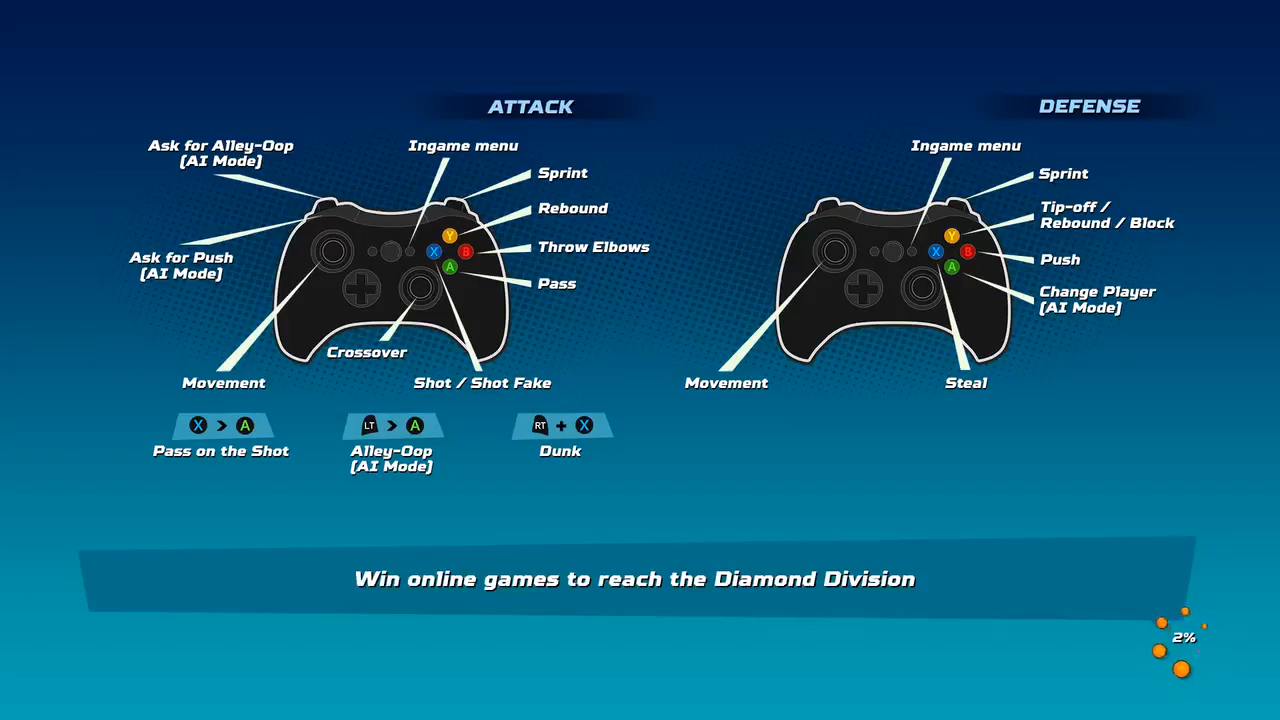 ATTACK
Ask for Alley-Oop
[AI Mode]
Ingame menu
Sprint
Rebound
Throw Elbows
Pass
Ask for Push
[AI Mode]
Y
X
B
A
Crossover
Movement
Shot / Shot Fake
X > A
Pass on the Shot
LT > A
Alley-Oop
[AI Mode]
RT + X
Dunk
DEFENSE
Ingame menu
Sprint
Tip-off /
Rebound / Block
Push
Change Player
[AI Mode]
Y
X
B
A
Movement
Steal
Win online games to reach the Diamond Division
2%